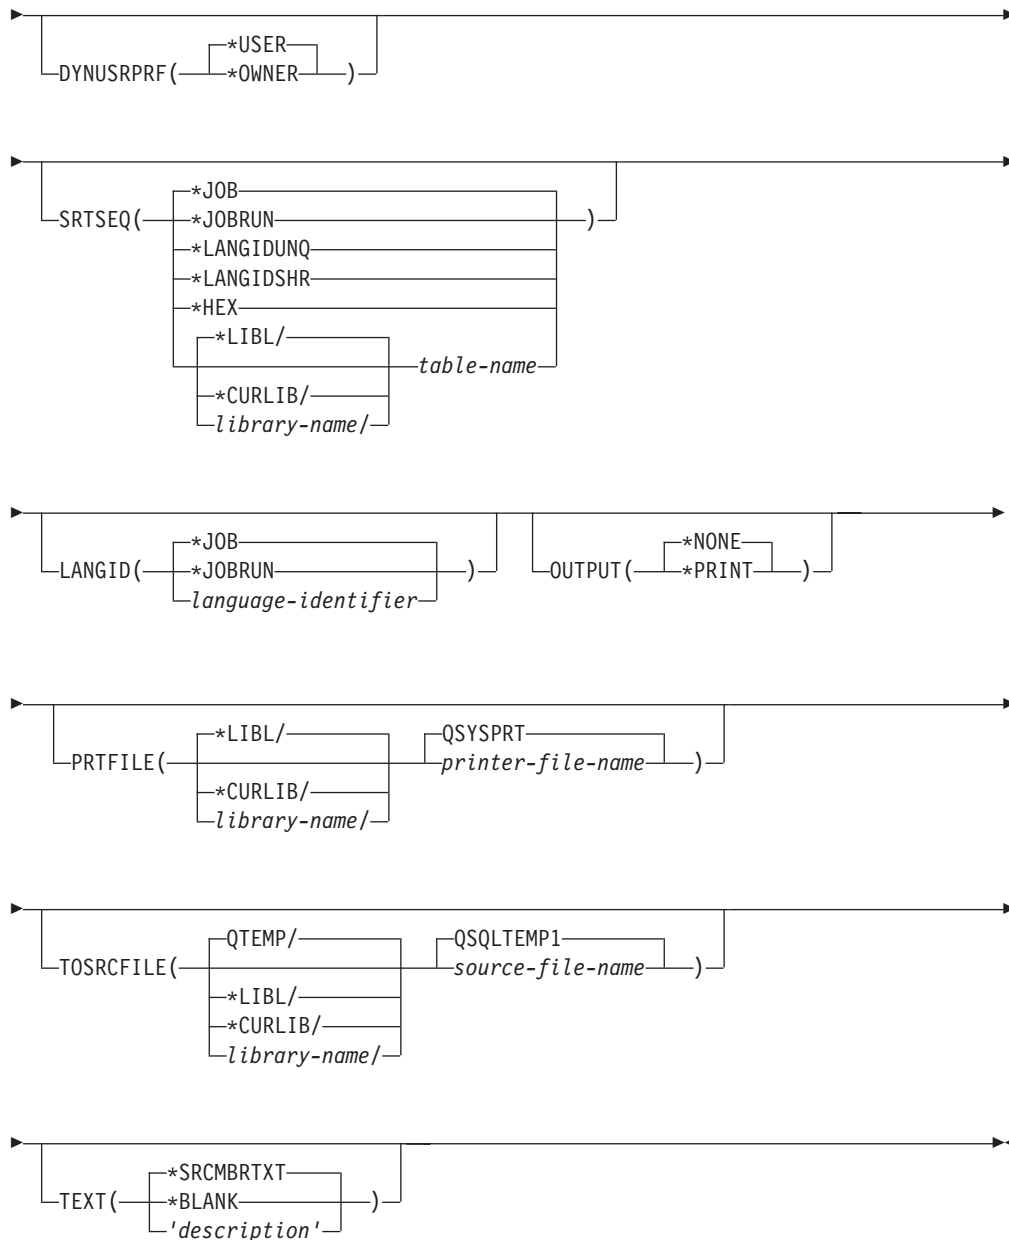 *USER
DYNUSRPRF( *OWNER )
*JOB
SRTSEQ( *JOBRUN )
*LANGIDUNQ
*LANGIDSHR
*HEX
*LIBL/
table-name
*CURLIB/
library-name/
*JOB *NONE
LANGID( *JOBRUN ) OUTPUT( *PRINT )
language-identifier
*LIBL/ QSYSPRT
PRTFILE( printer-file-name )
*CURLIB/
library-name/
QTEMP/ QSQLTEMP1
TOSRCFILE( source-file-name )
*LIBL/
*CURLIB/
library-name/
*SRCMBRTXT
TEXT( *BLANK )
'description'